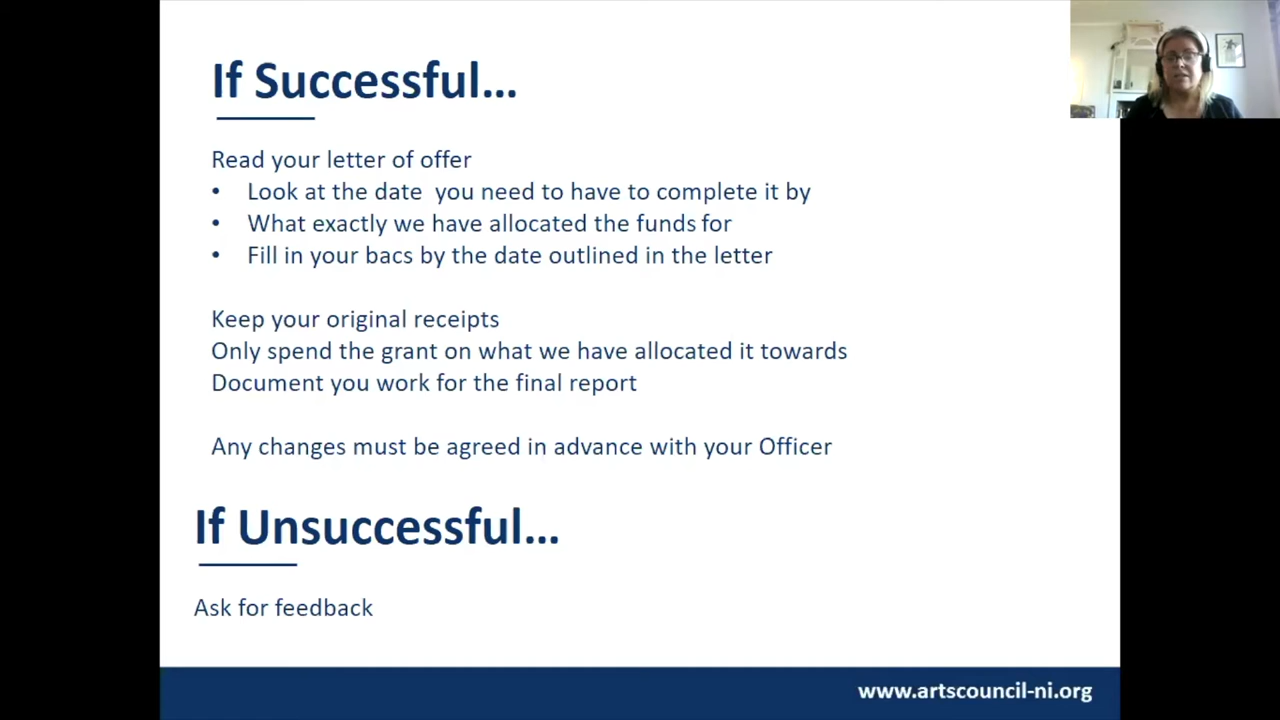 If Successful...
Read your letter of offer
• Look at the date you need to have to complete it by
• What exactly we have allocated the funds for
• Fill in your bacs by the date outlined in the letter
Keep your original receipts
Only spend the grant on what we have allocated it towards
Document you work for the final report
Any changes must be agreed in advance with your Officer
If Unsuccessful...
Ask for feedback
www.artscouncil-ni.org